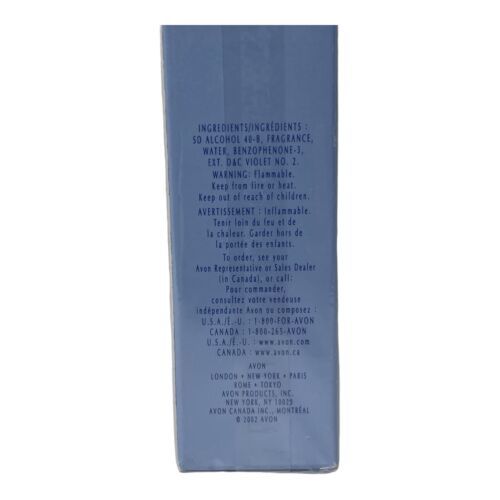 INGREDIENTS/INGRÉDIENTS :
SD ALCOHOL 40-B, FRAGRANCE,
WATER, BENZOPHENONE-3,
EXT. D&C VIOLET NO. 2.
WARNING: Flammable.
Keep from fire or heat.
Keep out of reach of children.
AVERTISSEMENT : Inflammable.
Tenir loin du feu et de
la chaleur. Garder hors de
la portée des enfants.
To order, see your
Avon Representative or Sales Dealer
(in Canada), or call:
Pour commander,
consultez votre vendeuse
indépendante Avon ou composez :
U.S.A./É.-U. : 1-800-FOR-AVON
CANADA : 1-800-265-AVON
U.S.A./É.-U. : www.avon.com
CANADA : www.avon.ca
AVON
LONDON • NEW YORK • PARIS
ROME • TOKYO
AVON PRODUCTS, INC.
NEW YORK, NY 10029
AVON CANADA INC., MONTRÉAL
© 2002 AVON